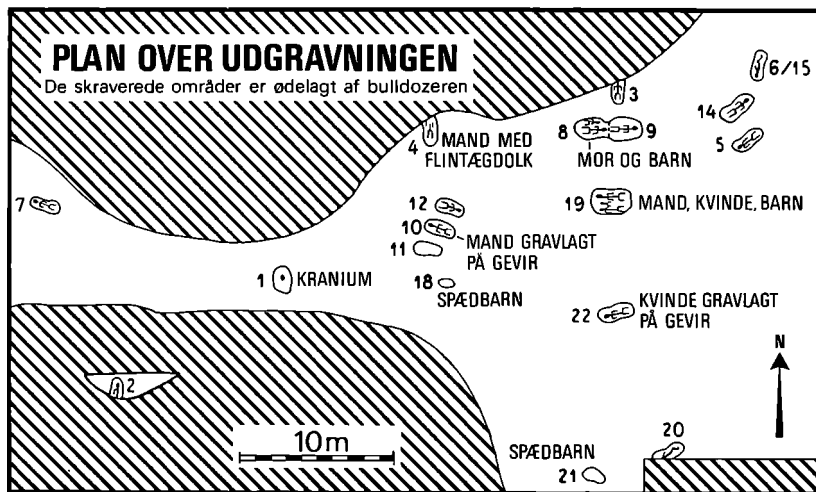 PLAN OVER UDGRAVNINGEN
De skraverede områder er ødelagt af bulldozeren
6/15
3
14
8
9
4
MAND MED
FLINTÆGDOLK
MOR OG BARN
5
7
12
19
MAND, KVINDE, BARN
10
11
MAND GRAVLAGT
PÅ GEVIR
1
KRANIUM
18
SPÆDBARN
22
KVINDE GRAVLAGT
PÅ GEVIR
N
2
10m
20
SPÆDBARN
21